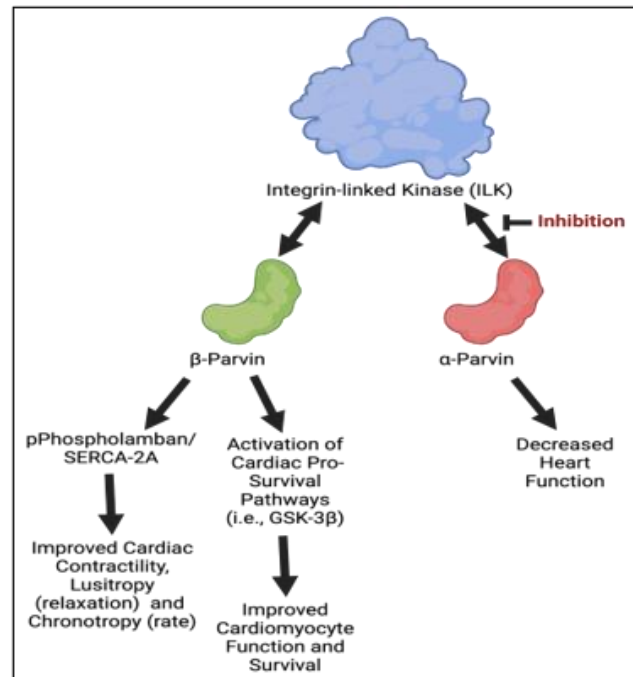 Integrin-linked Kinase (ILK)
Inhibition
β-Parvin
α-Parvin
pPhospholamban/
SERCA-2A
Activation of
Cardiac Pro-
Survival
Pathways
(i.e., GSK-3β)
Decreased
Heart
Function
Improved Cardiac
Contractility,
Lusitropy
(relaxation) and
Chronotropy (rate)
Improved
Cardiomyocyte
Function and
Survival